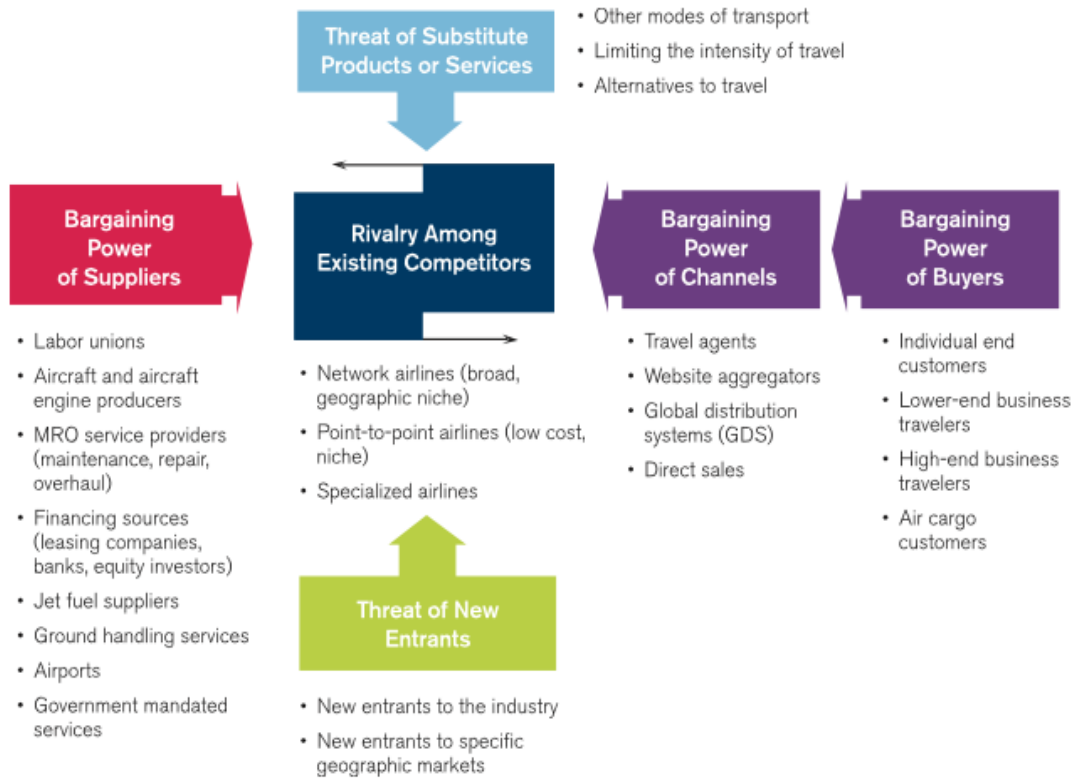 Threat of Substitute
Products or Services
• Other modes of transport
• Limiting the intensity of travel
• Alternatives to travel
Bargaining
Power
of Suppliers
• Labor unions
• Aircraft and aircraft
engine producers
• MRO service providers
(maintenance, repair,
overhaul)
• Financing sources
(leasing companies,
banks, equity investors)
• Jet fuel suppliers
• Ground handling services
• Airports
• Government mandated
services
Rivalry Among
Existing Competitors
• Network airlines (broad,
geographic niche)
• Point-to-point airlines (low cost,
niche)
• Specialized airlines
Bargaining
Power
of Channels
• Travel agents
• Website aggregators
• Global distribution
systems (GDS)
• Direct sales
Bargaining
Power
of Buyers
• Individual end
customers
• Lower-end business
travelers
• High-end business
travelers
• Air cargo
customers
Threat of New
Entrants
• New entrants to the industry
• New entrants to specific
geographic markets